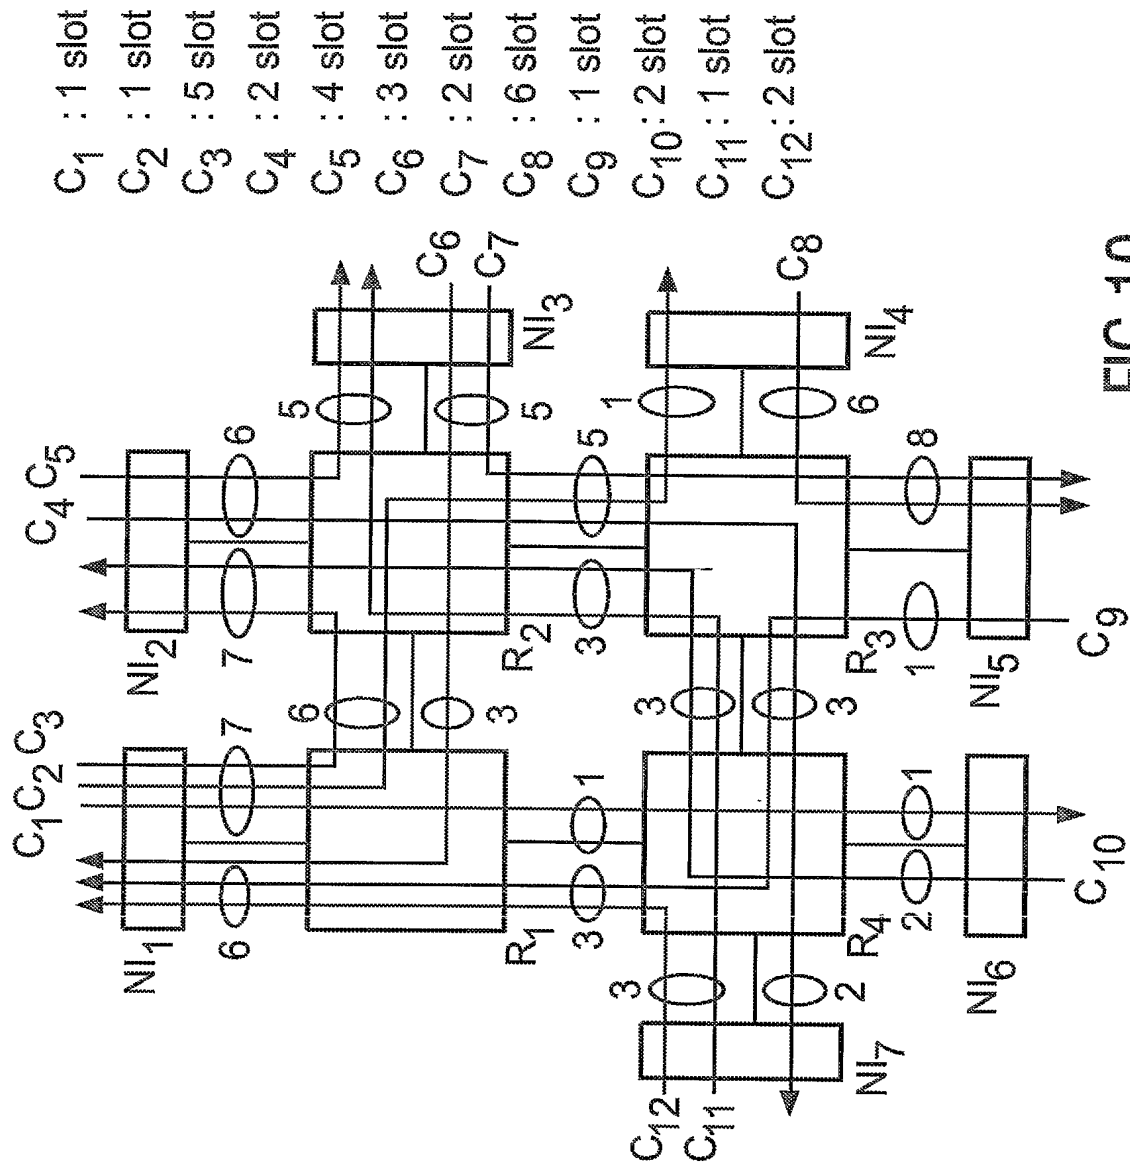 C1 : 1 slot
C2 : 1 slot
C3 : 5 slot
C4 : 2 slot
C5 : 4 slot
C6 : 3 slot
C7 : 2 slot
C8 : 6 slot
C9 : 1 slot
C10 : 2 slot
C11 : 1 slot
C12 : 2 slot
C1 C2 C3
C4 C5
NI1
6
7
NI2
7
6
R1
6
3
R2
5
5
NI3
C6
C7
3
1
3
5
1
6
NI4
C8
C12
C11
NI7
3
2
R4
3
3
R3
2
1
1
8
NI6
NI5
C10
C9